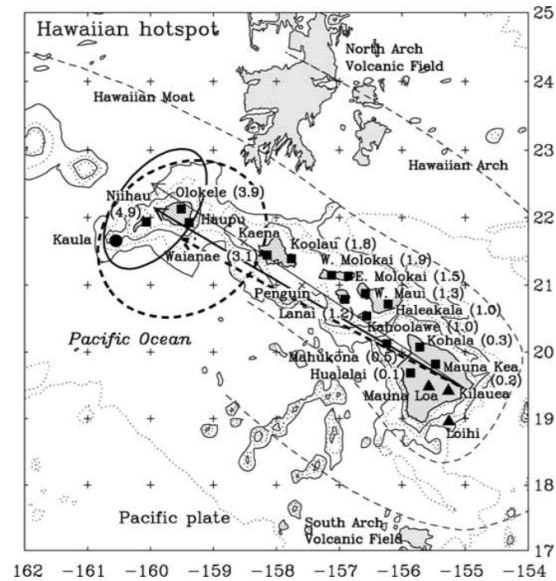 Hawaiian hotspot
North Arch
Volcanic Field
Hawaiian Moat
Hawaiian Arch
Niihau
(4.9)
Olokele (3.9)
Haupu
Kaula
Kaena
Koolau (1.8)
Waianae (3.1)
W. Molokai (1.9)
E. Molokai (1.5)
W. Maui (1.3)
Penguin
Haleakala (1.0)
Lanai (1.2)
Kahoolawe (1.0)
Pacific Ocean
Kohala (0.3)
Mahukona (0.5)
Mauna Kea
(0.2)
Hualalai (0.1)
Mauna Loa
Kilauea
Loihi
Pacific plate
South Arch
Volcanic Field
25
24
23
22
21
20
19
18
17
162 -161 -160 -159 -158 -157 -156 -155 -154